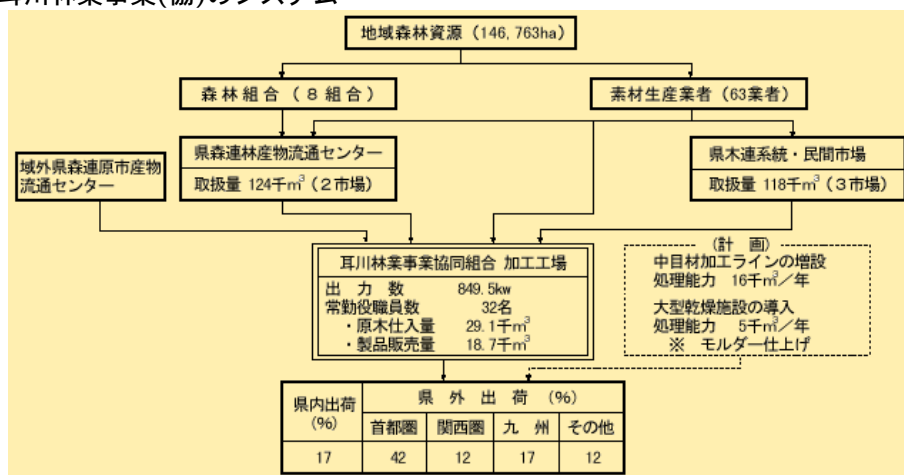 耳川林業事業(協)のシステム
地域森林資源（146,763ha）
森林組合（８組合）
素材生産業者（63業者）
域外県森連原市産物
流通センター
県森連林産物流通センター
取扱量 124千m³（２市場）
県木連系統・民間市場
取扱量 118千m³（３市場）
耳川林業事業協同組合 加工工場
出力数 849.5kw
常勤役職員数 32名
・原木仕入量 29.1千m³
・製品販売量 18.7千m³
（計　画）
中目材加工ラインの増設
処理能力 16千m³／年
大型乾燥施設の導入
処理能力 5千m³／年
※ モルダー仕上げ
県内出荷
(%)
県外出荷 (%)
首都圏 関西圏 九州 その他
17 42 12 17 12